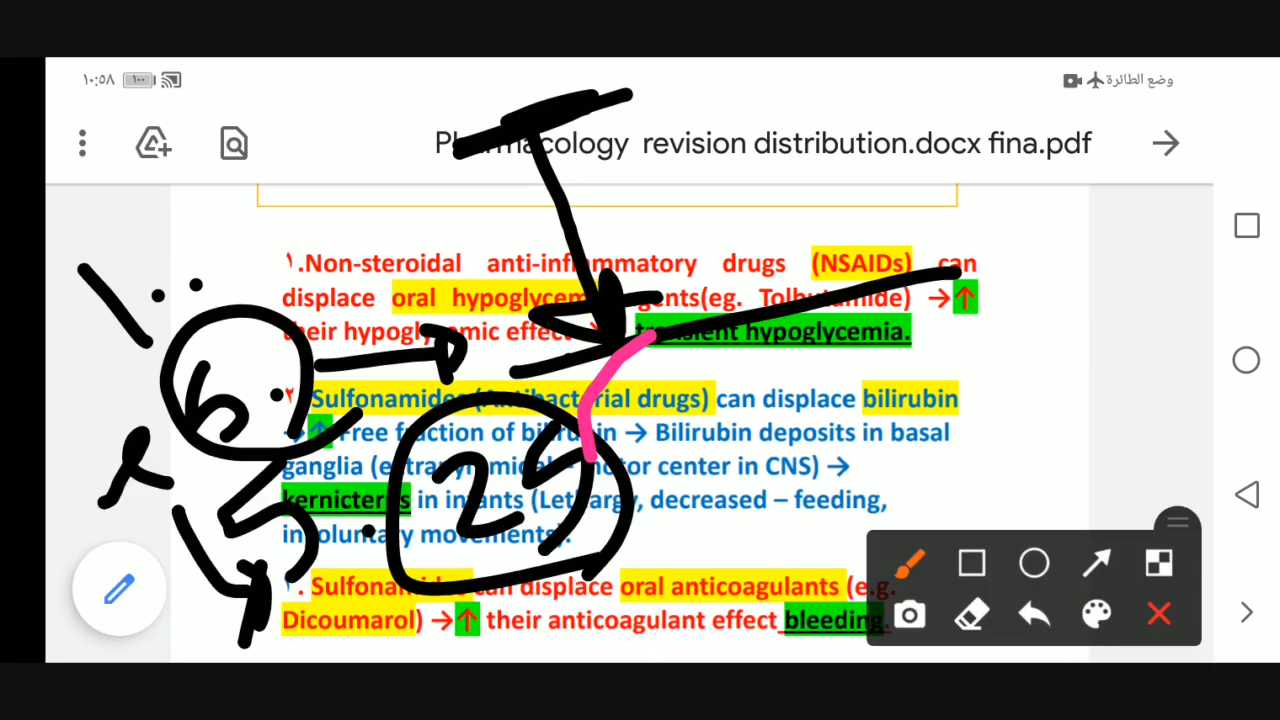 ١٠:٥٨ ١٠٠ وضع الطائرة
Pharmacology revision distribution.docx fina.pdf
١.Non-steroidal anti-inflammatory drugs (NSAIDs) can
displace oral hypoglycemic agents(eg. Tolbutamide) →↑
their hypoglycemic effect → transient hypoglycemia.
٢. Sulfonamides (Antibacterial drugs) can displace bilirubin
→↑ Free fraction of bilirubin → Bilirubin deposits in basal
ganglia (extrapyramidal – motor center in CNS) →
kernicterus in infants (Lethargy, decreased – feeding,
involuntary movements).
. Sulfonamides can displace oral anticoagulants (e.g.
Dicoumarol) →↑ their anticoagulant effect bleeding.
25